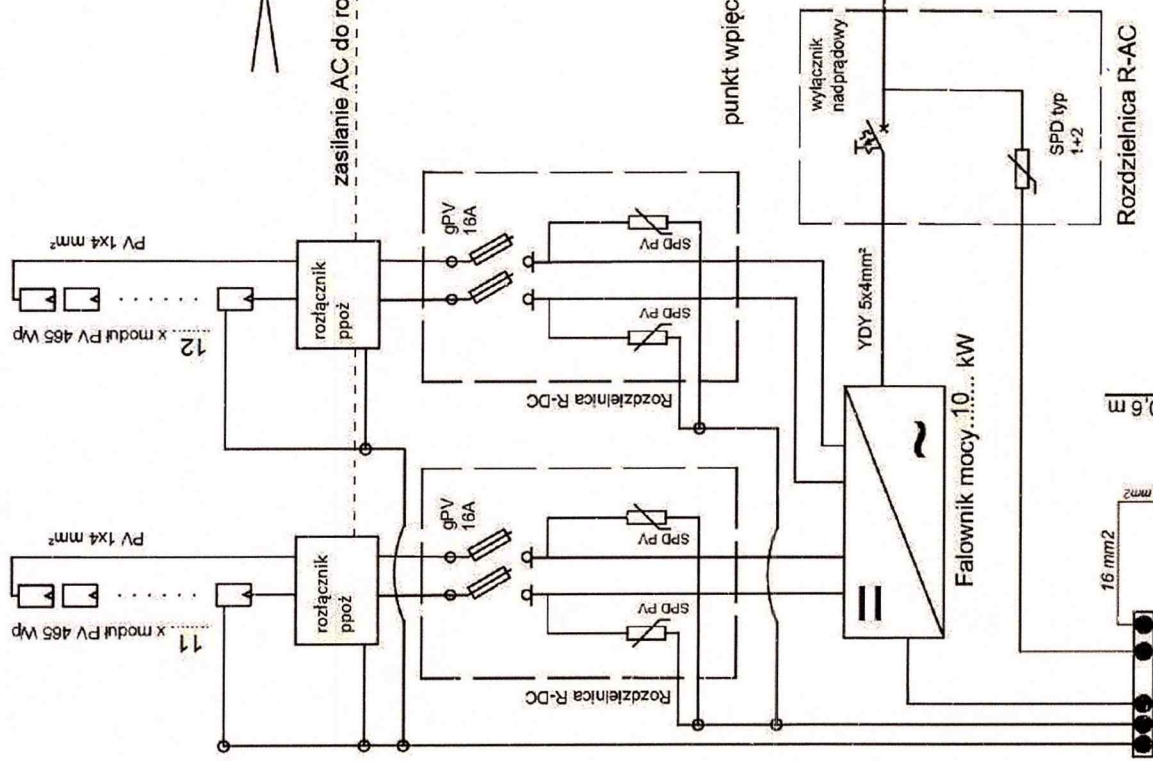 PV 1x4 mm²
11 x moduł PV 465 Wp
rozłącznik
ppoż
gPV
16A
SPD PV
SPD PV
Rozdzielnica R-DC
PV 1x4 mm²
12 x moduł PV 465 Wp
rozłącznik
ppoż
gPV
16A
SPD PV
SPD PV
Rozdzielnica R-DC
zasilanie AC do ro
punkt wpięc
=
~
Falownik mocy...10... kW
YDY 5x4mm²
wyłącznik
nadprądowy
SPD typ
1+2
Rozdzielnica R-AC
16 mm2
mm2
0,6 m